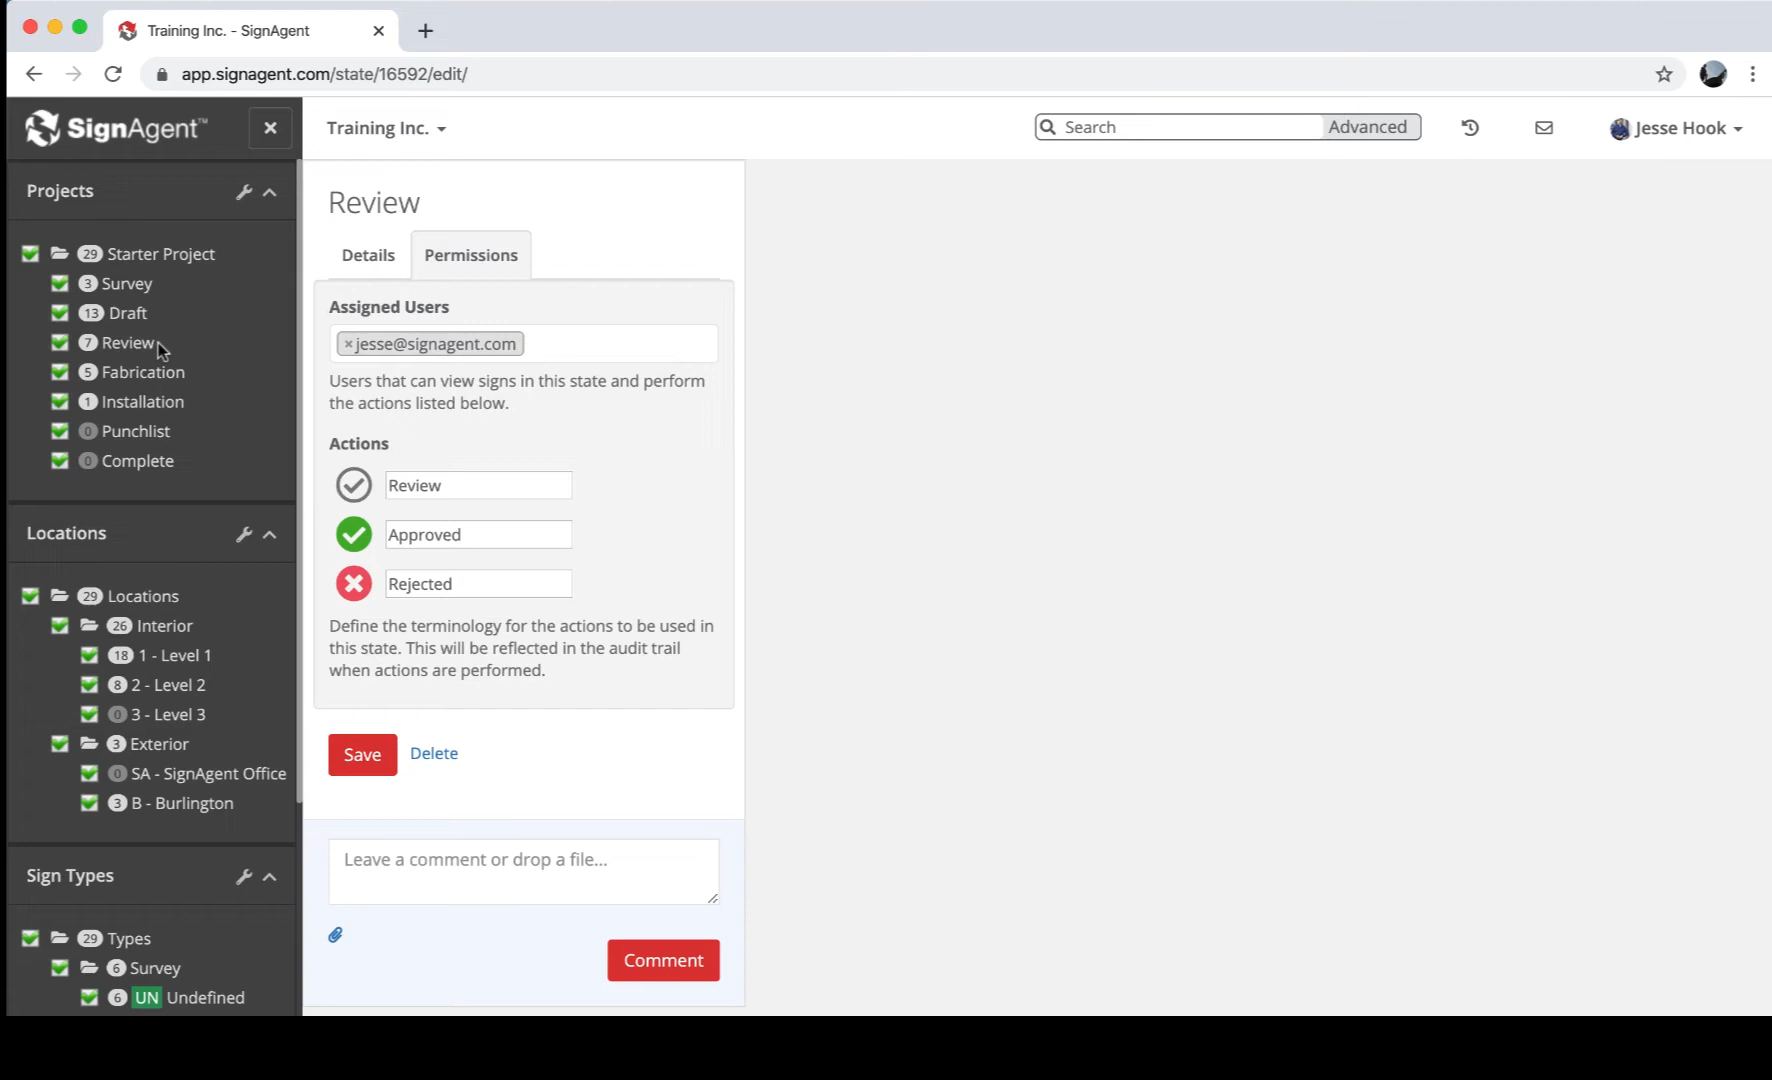 Training Inc. - SignAgent
app.signagent.com/state/16592/edit/
SignAgent™
Training Inc.
Search
Advanced
Jesse Hook
Projects
29 Starter Project
3 Survey
13 Draft
7 Review
5 Fabrication
1 Installation
0 Punchlist
0 Complete
Locations
29 Locations
26 Interior
18 1 - Level 1
8 2 - Level 2
0 3 - Level 3
3 Exterior
0 SA - SignAgent Office
3 B - Burlington
Sign Types
29 Types
6 Survey
6 UN Undefined
Review
Details
Permissions
Assigned Users
×jesse@signagent.com
Users that can view signs in this state and perform
the actions listed below.
Actions
Review
Approved
Rejected
Define the terminology for the actions to be used in
this state. This will be reflected in the audit trail
when actions are performed.
Save
Delete
Leave a comment or drop a file...
Comment